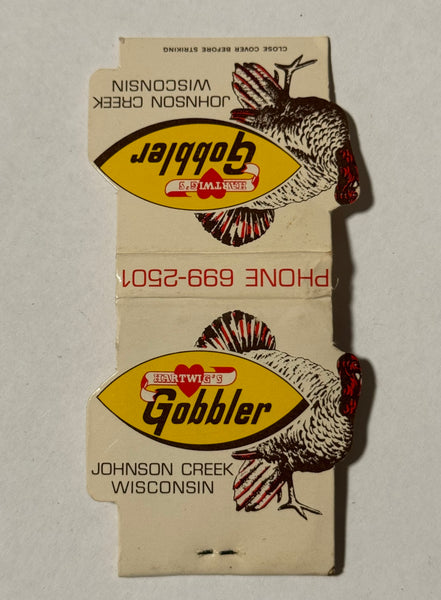 CLOSE COVER BEFORE STRIKING
JOHNSON CREEK
WISCONSIN
HARTWIG'S
Gobbler
PHONE 699-2501
HARTWIG'S
Gobbler
JOHNSON CREEK
WISCONSIN